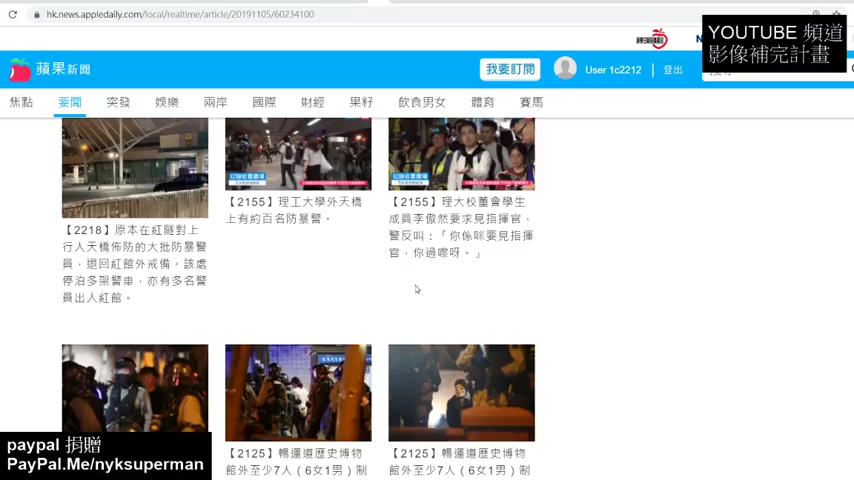 hk.news.appledaily.com/local/realtime/article/20191105/60234100
YOUTUBE 頻道
影像補完計畫
蘋果新聞
我要訂閱
User 1c2212
登出
焦點
要聞
突發
娛樂
兩岸
國際
財經
果籽
飲食男女
體育
賽馬
【2218】原本在紅隧對上
行人天橋佈防的大批防暴警
員，退回紅館外戒備。該處
停泊多架警車，亦有多名警
員出人紅館。
【2155】理工大學外天橋
上有約百名防暴警。
【2155】理大校董會學生
成員李傲然要求見指揮官，
警反叫：「你係咪要見指揮
官，你過嚟呀。」
【2125】暢運道歷史博物
館外至少7人（6女1男）制
【2125】暢運道歷史博物
館外至少7人（6女1男）制
paypal 捐贈
PayPal.Me/nyksuperman